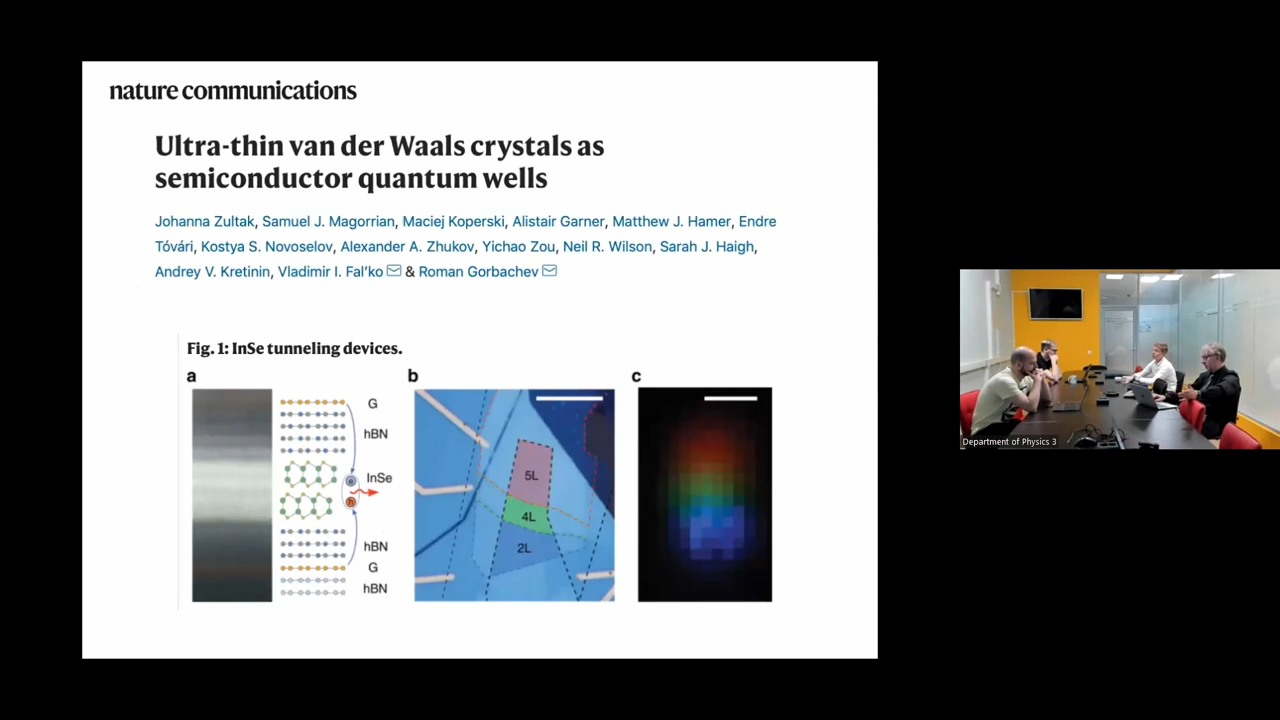 nature communications
Ultra-thin van der Waals crystals as
semiconductor quantum wells
Johanna Zultak, Samuel J. Magorrian, Maciej Koperski, Alistair Garner, Matthew J. Hamer, Endre
Tóvári, Kostya S. Novoselov, Alexander A. Zhukov, Yichao Zou, Neil R. Wilson, Sarah J. Haigh,
Andrey V. Kretinin, Vladimir I. Fal'ko & Roman Gorbachev
Fig. 1: InSe tunneling devices.
a
b
c
G
hBN
InSe
e
h
hBN
G
hBN
5L
4L
2L
Department of Physics 3